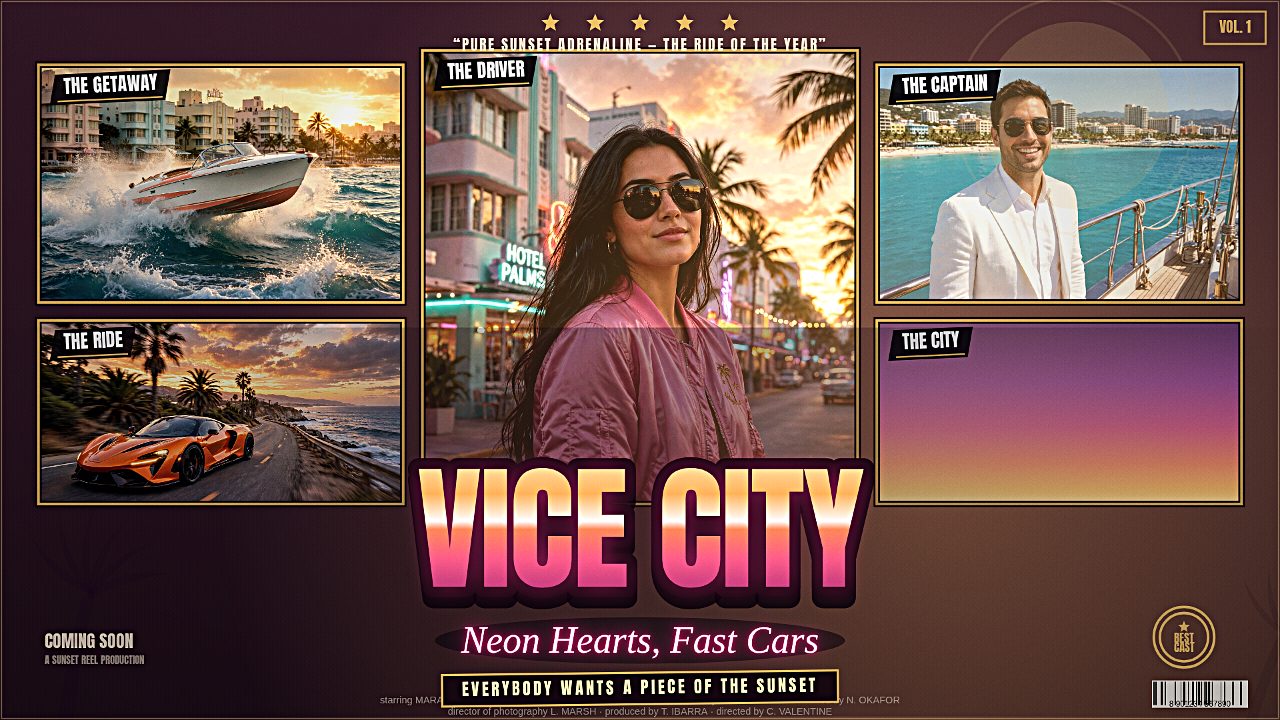 VOL. 1
“PURE SUNSET ADRENALINE – THE RIDE OF THE YEAR”
THE GETAWAY
THE DRIVER
THE CAPTAIN
HOTEL
PALMS
THE RIDE
THE CITY
VICE CITY
Neon Hearts, Fast Cars
COMING SOON
A SUNSET REEL PRODUCTION
BEST
CAST
EVERYBODY WANTS A PIECE OF THE SUNSET
starring N. OKAFOR
director of photography L. MARSH · produced by T. IBARRA · directed by C. VALENTINE